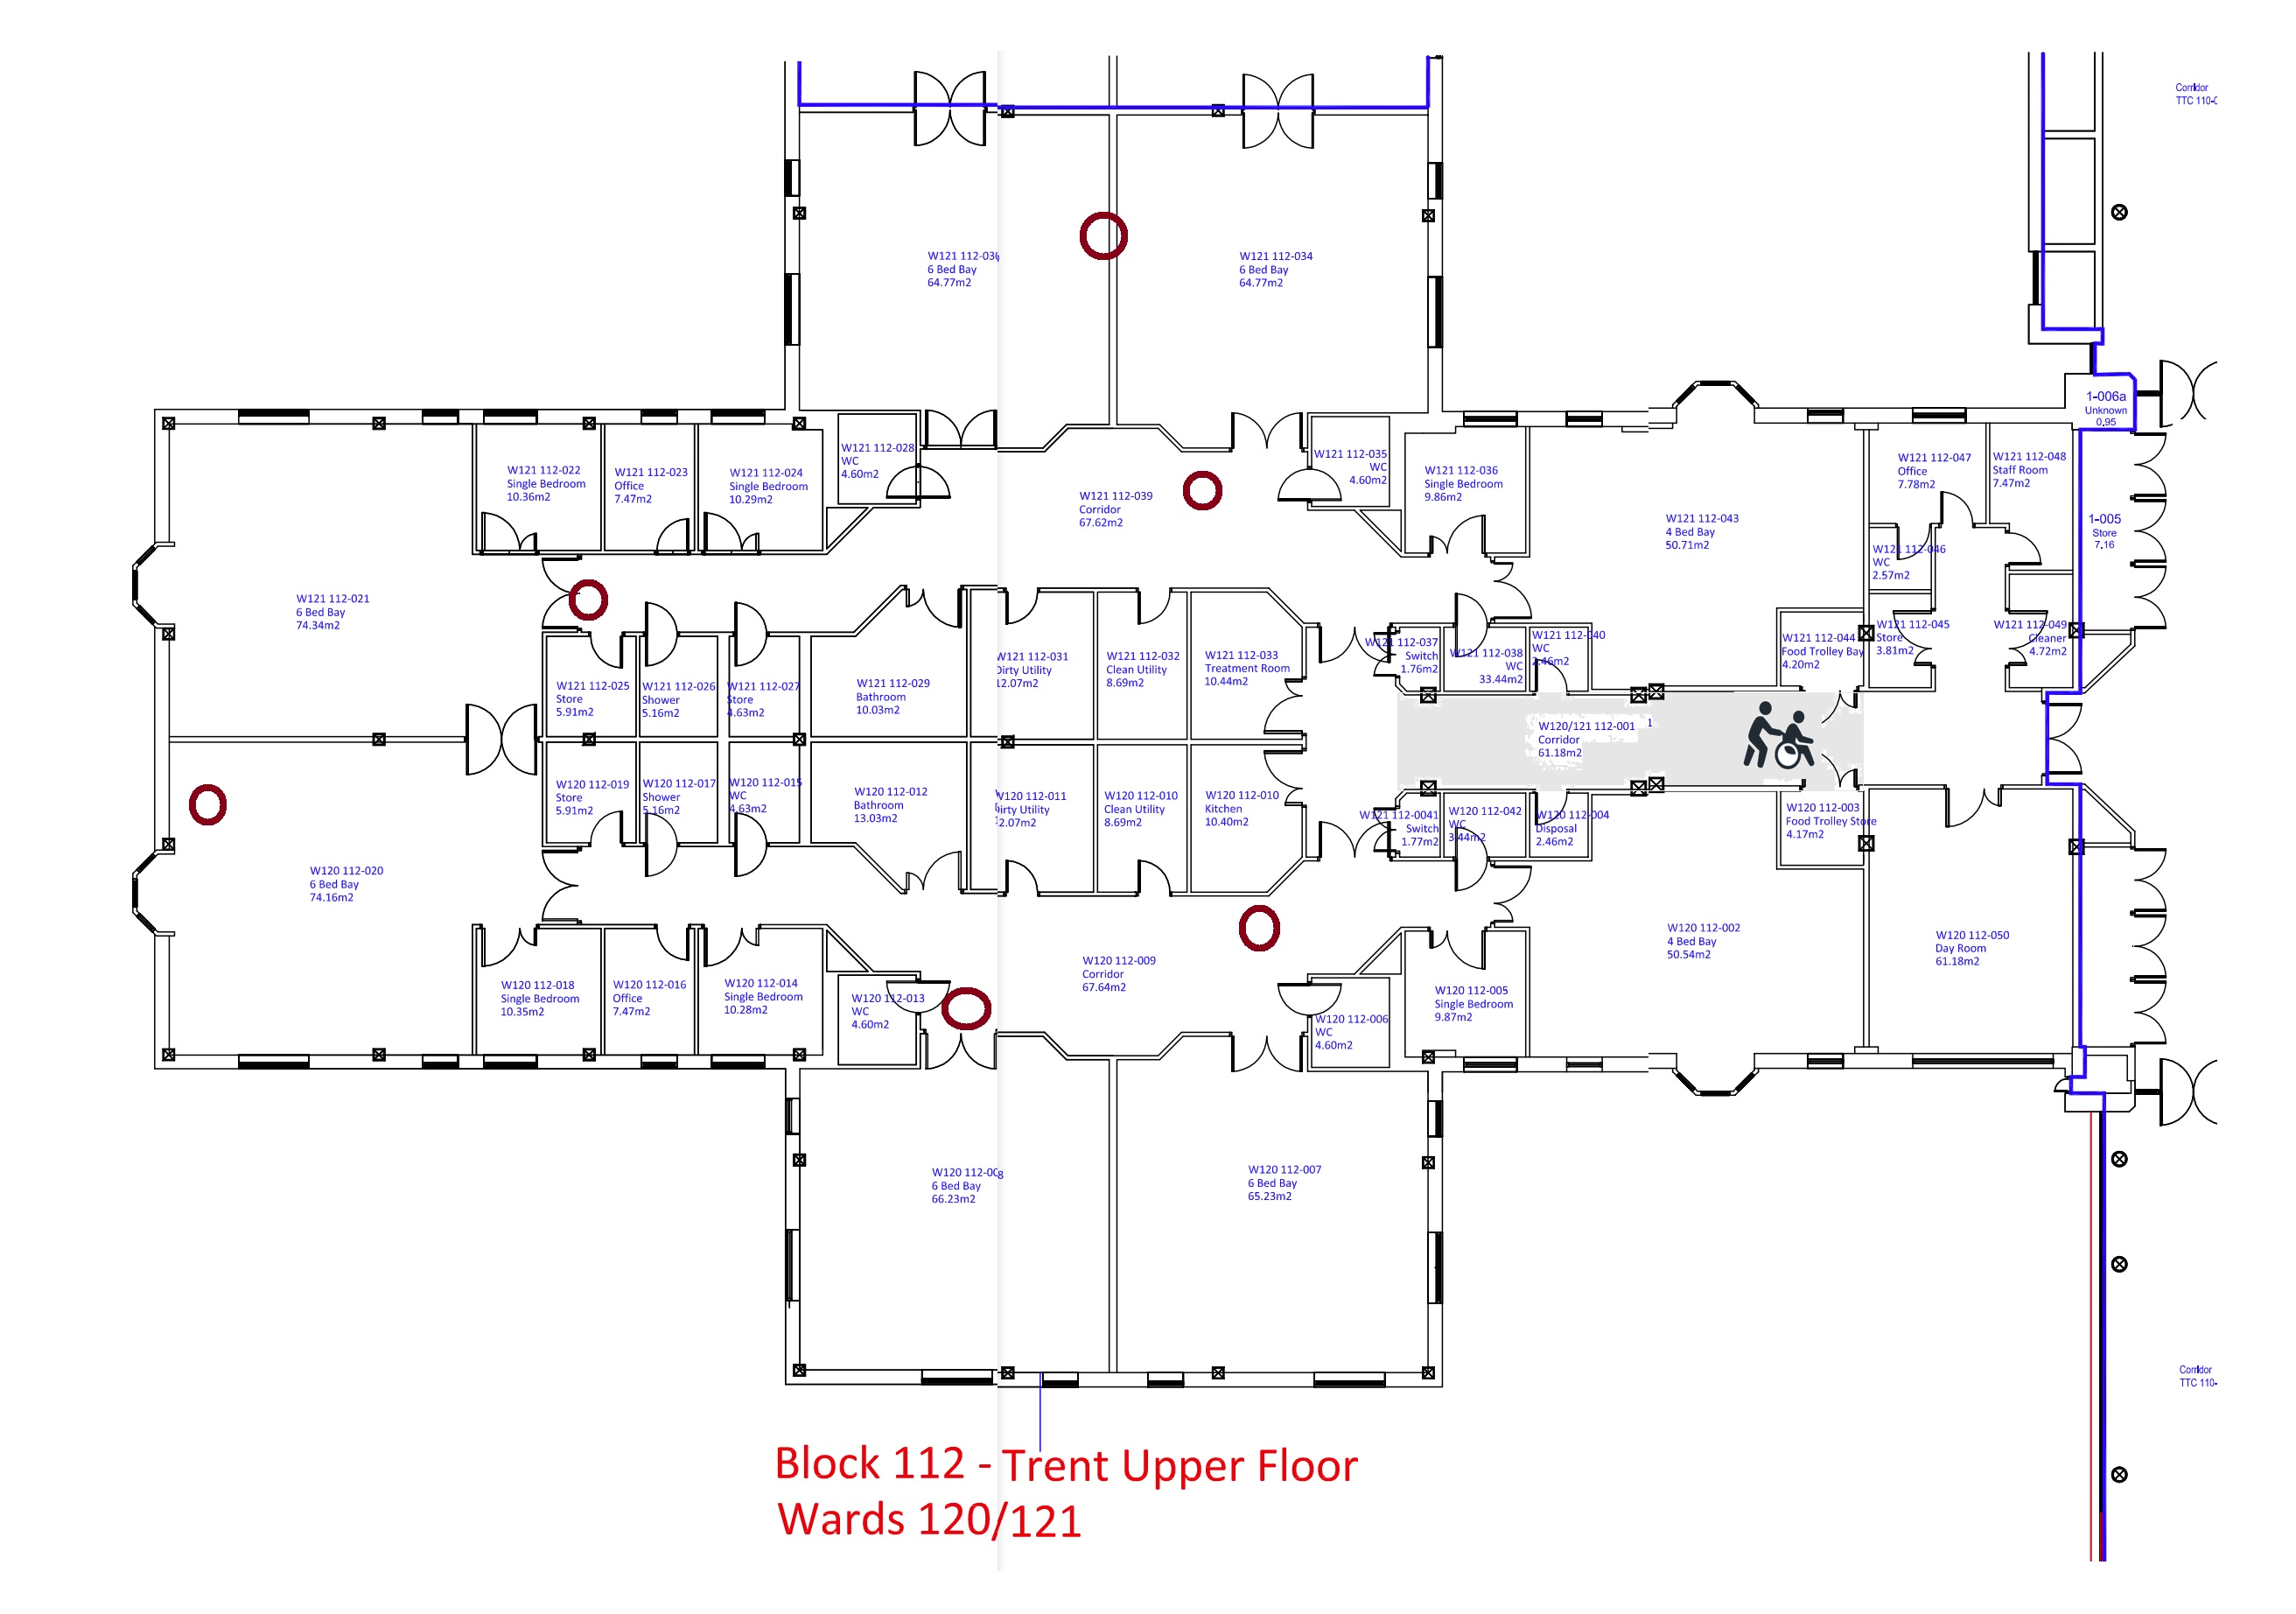 Corridor
TTC 110-
W121 112-030
6 Bed Bay
64.77m2
W121 112-034
6 Bed Bay
64.77m2
1-006a
Unknown
0.95
W121 112-022
Single Bedroom
10.36m2
W121 112-023
Office
7.47m2
W121 112-024
Single Bedroom
10.29m2
W121 112-028
WC
4.60m2
W121 112-039
Corridor
67.62m2
W121 112-035
WC
4.60m2
W121 112-036
Single Bedroom
9.86m2
W121 112-043
4 Bed Bay
50.71m2
W121 112-047
Office
7.78m2
W121 112-048
Staff Room
7.47m2
1-005
Store
7.16
W121 112-046
WC
2.57m2
W121 112-021
6 Bed Bay
74.34m2
W121 112-025
Store
5.91m2
W121 112-026
Shower
5.16m2
W121 112-027
Store
4.63m2
W121 112-029
Bathroom
10.03m2
W121 112-031
Dirty Utility
12.07m2
W121 112-032
Clean Utility
8.69m2
W121 112-033
Treatment Room
10.44m2
W121 112-037
Switch
1.76m2
W121 112-038
WC
33.44m2
W121 112-040
WC
2.46m2
W121 112-044
Food Trolley Bay
4.20m2
W121 112-045
Store
3.81m2
W121 112-049
Cleaner
4.72m2
W120/121 112-001
1
Corridor
61.18m2
W120 112-019
Store
5.91m2
W120 112-017
Shower
5.16m2
W120 112-015
WC
4.63m2
W120 112-012
Bathroom
13.03m2
W120 112-011
Dirty Utility
2.07m2
W120 112-010
Clean Utility
8.69m2
W120 112-010
Kitchen
10.40m2
W121 112-0041
Switch
1.77m2
W120 112-042
WC
3.44m2
W120 112-004
Disposal
2.46m2
W120 112-003
Food Trolley Store
4.17m2
W120 112-020
6 Bed Bay
74.16m2
W120 112-018
Single Bedroom
10.35m2
W120 112-016
Office
7.47m2
W120 112-014
Single Bedroom
10.28m2
W120 112-013
WC
4.60m2
W120 112-009
Corridor
67.64m2
W120 112-006
WC
4.60m2
W120 112-005
Single Bedroom
9.87m2
W120 112-002
4 Bed Bay
50.54m2
W120 112-050
Day Room
61.18m2
W120 112-008
6 Bed Bay
66.23m2
W120 112-007
6 Bed Bay
65.23m2
Corridor
TTC 110-
Block 112 - Trent Upper Floor
Wards 120/121